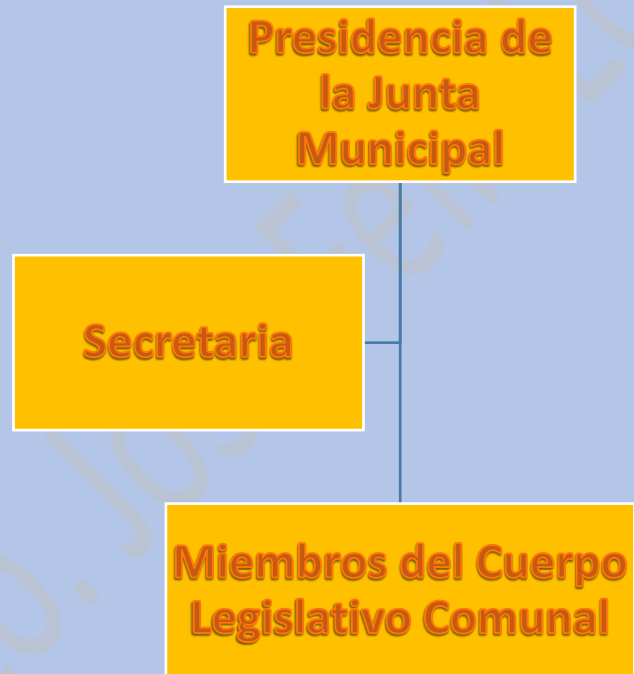 Presidencia de
la Junta
Municipal
Secretaria
Miembros del Cuerpo
Legislativo Comunal